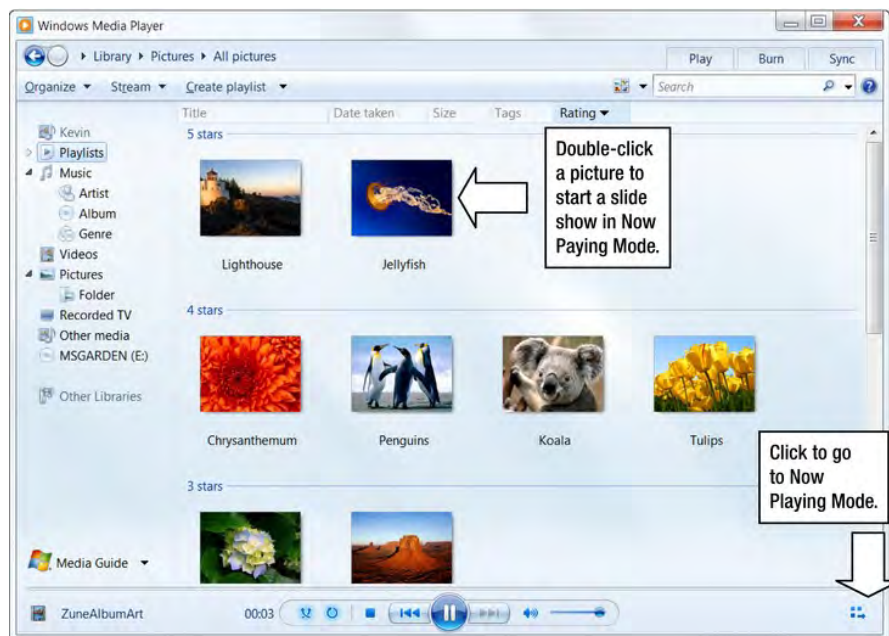 Windows Media Player
Library ▸ Pictures ▸ All pictures
Play Burn Sync
Organize Stream Create playlist Search
Title Date taken Size Tags Rating
Kevin
Playlists
Music
Artist
Album
Genre
Videos
Pictures
Folder
Recorded TV
Other media
MSGARDEN (E:)
Other Libraries
Media Guide
5 stars
Lighthouse Jellyfish
Double-click
a picture to
start a slide
show in Now
Paying Mode.
4 stars
Chrysanthemum Penguins Koala Tulips
3 stars
Click to go
to Now
Playing Mode.
ZuneAlbumArt 00:03